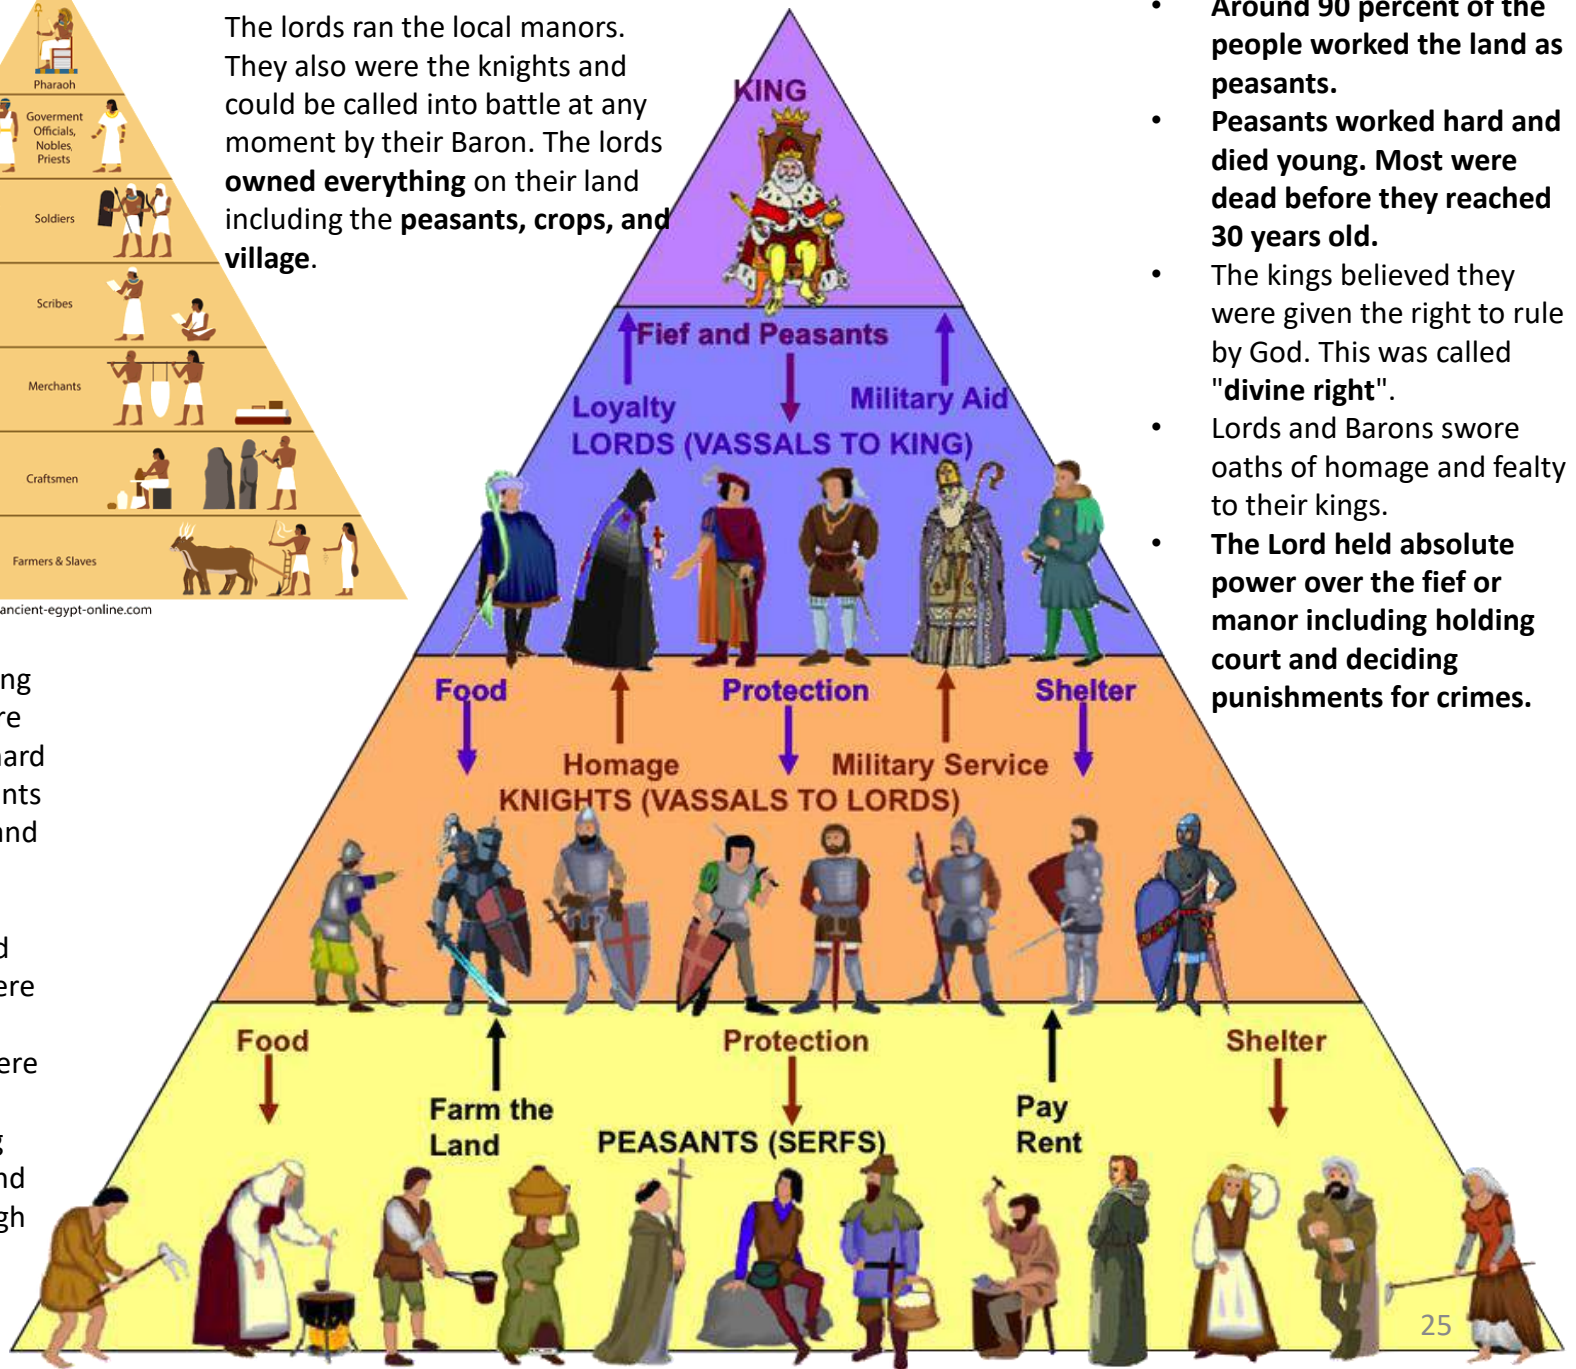 Pharaoh
Goverment
Officials,
Nobles,
Priests
Soldiers
Scribes
Merchants
Craftsmen
Farmers & Slaves
ancient-egypt-online.com
The lords ran the local manors.
They also were the knights and
could be called into battle at any
moment by their Baron. The lords
owned everything on their land
including the peasants, crops, and
village.
KING
Fief and Peasants
Loyalty
Military Aid
LORDS (VASSALS TO KING)
Food
Protection
Shelter
Homage
Military Service
KNIGHTS (VASSALS TO LORDS)
Food
Protection
Shelter
Farm the
Land
PEASANTS (SERFS)
Pay
Rent
• Around 90 percent of the
people worked the land as
peasants.
• Peasants worked hard and
died young. Most were
dead before they reached
30 years old.
• The kings believed they
were given the right to rule
by God. This was called
"divine right".
• Lords and Barons swore
oaths of homage and fealty
to their kings.
• The Lord held absolute
power over the fief or
manor including holding
court and deciding
punishments for crimes.
25